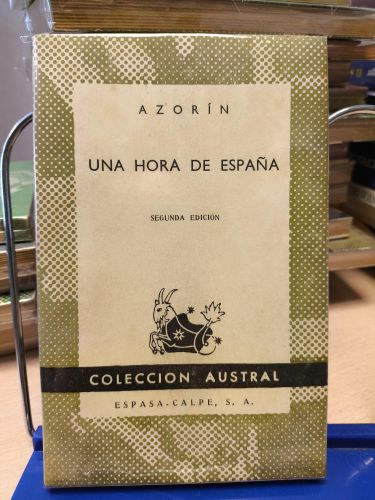 AZORÍN
UNA HORA DE ESPAÑA
SEGUNDA EDICIÓN
COLECCION AUSTRAL
ESPASA-CALPE, S. A.